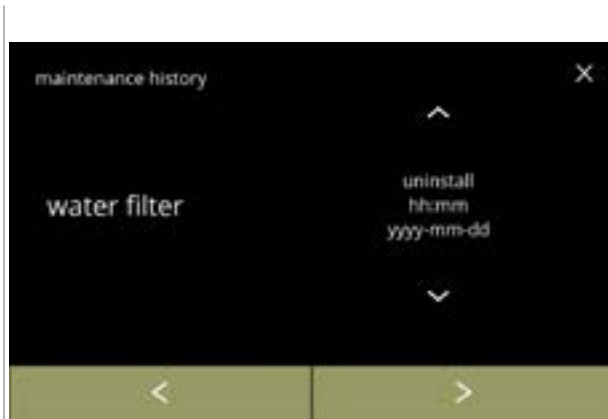 maintenance history
water filter
uninstall
hh:mm
yyyy-mm-dd